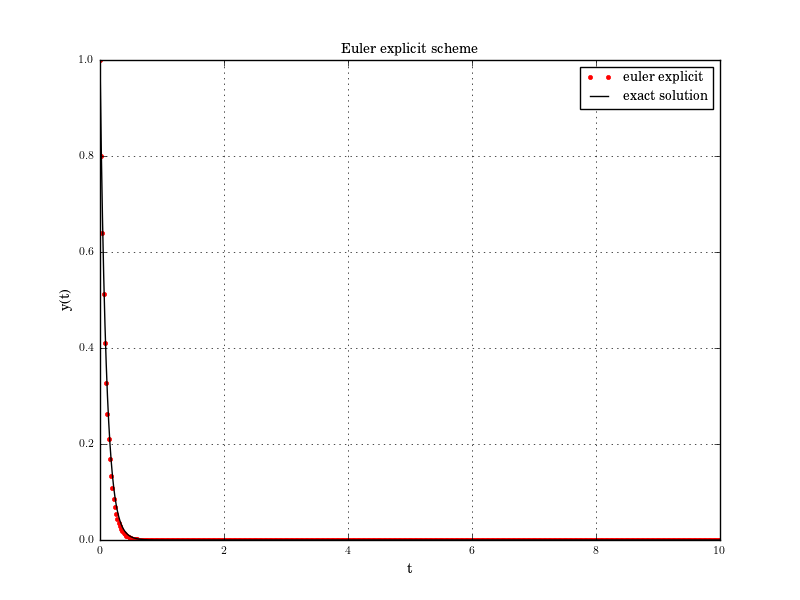 Euler explicit scheme
euler explicit
exact solution
1.0
0.8
0.6
0.4
0.2
0.0
y(t)
0 2 4 6 8 10
t